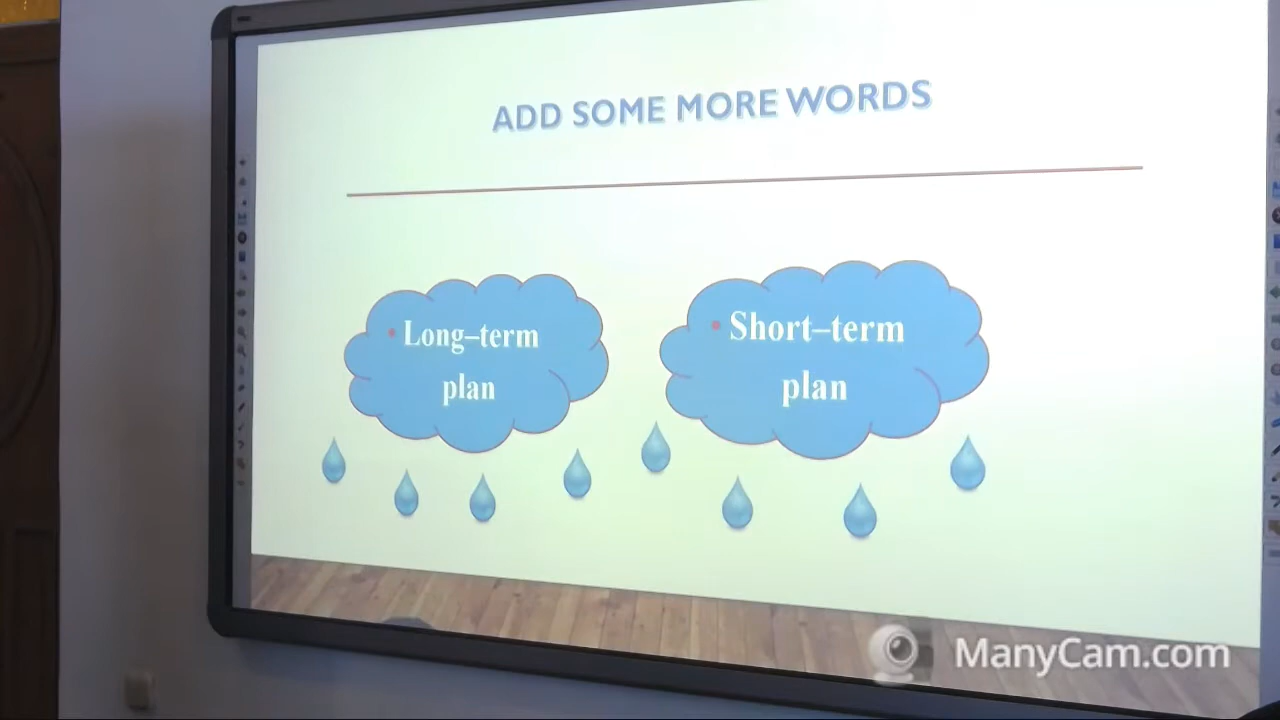 ADD SOME MORE WORDS
• Long–term
plan
• Short–term
plan
ManyCam.com